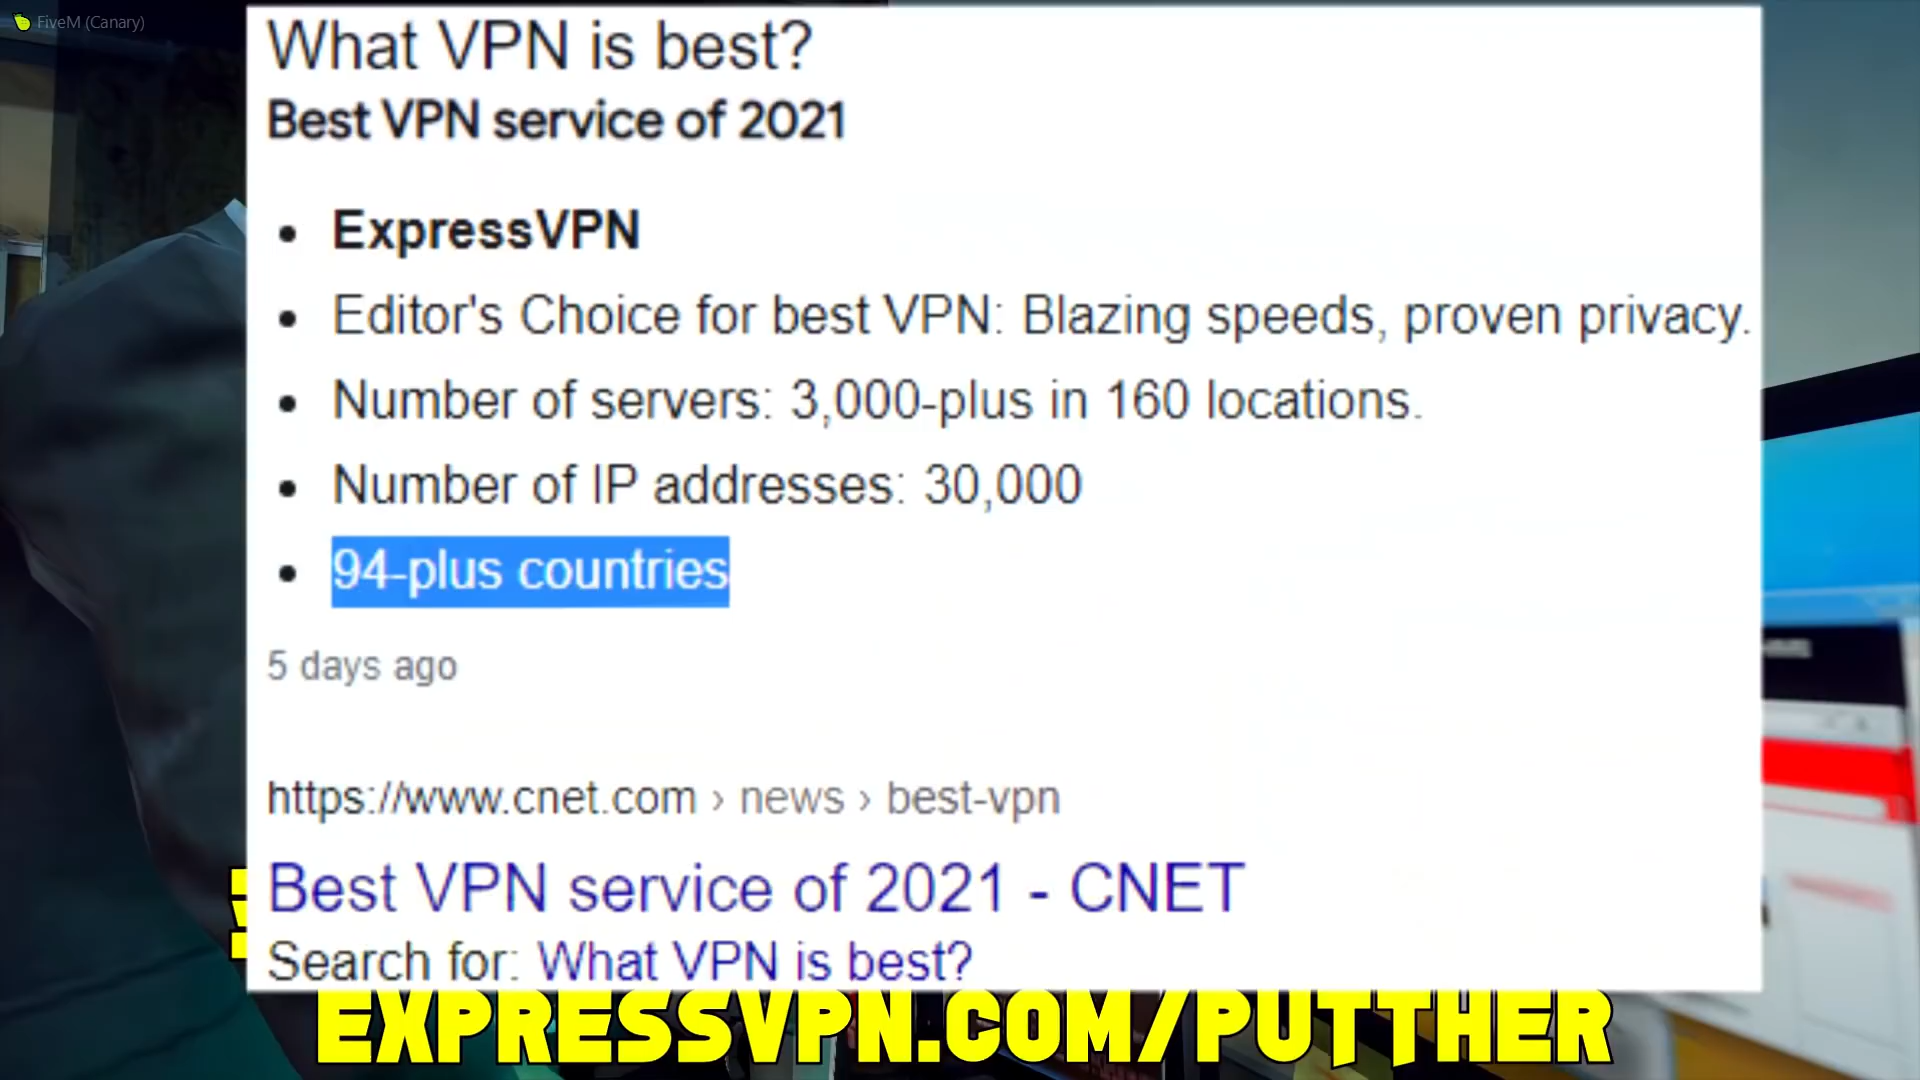 FiveM (Canary)
What VPN is best?
Best VPN service of 2021
• ExpressVPN
• Editor's Choice for best VPN: Blazing speeds, proven privacy.
• Number of servers: 3,000-plus in 160 locations.
• Number of IP addresses: 30,000
• 94-plus countries
5 days ago
https://www.cnet.com › news › best-vpn
Best VPN service of 2021 - CNET
Search for: What VPN is best?
EXPRESSVPN.COM/PUTTHER